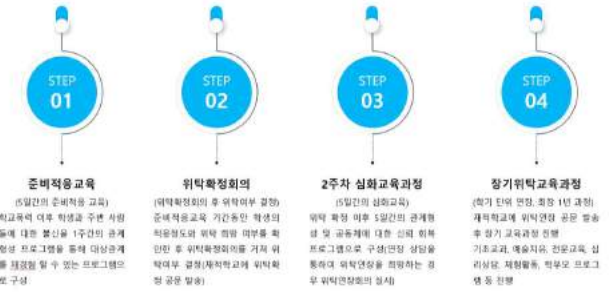 STEP
01
준비적응교육
(5일간의 준비적응 교육)
학교폭력 이후 학생과 주변 사람
들에 대한 불신을 1주간의 관계
형성 프로그램을 통해 대상관계
를 재경험 할 수 있는 프로그램으
로 구성
STEP
02
위탁확정회의
(위탁확정회의 후 위탁여부 결정)
준비적응교육 기간동안 학생의
적응정도와 위탁 희망 여부를 확
인한 후 위탁확정회의를 거쳐 위
탁여부 결정(재적학교에 위탁확
정 공문 발송)
STEP
03
2주차 심화교육과정
(5일간의 심화교육)
위탁 확정 이후 5일간의 관계형
성 및 공동체에 대한 신뢰 회복
프로그램으로 구성(연장 상담을
통하여 위탁연장을 희망하는 경
우 위탁연장회의 실시)
STEP
04
장기위탁교육과정
(학기 단위 연장, 최장 1년 과정)
재적학교에 위탁연장 공문 발송
후 장기 교육과정 진행
기초교과, 예술치유, 전문교육, 심
리상담, 체험활동, 학부모 프로그
램 등 진행